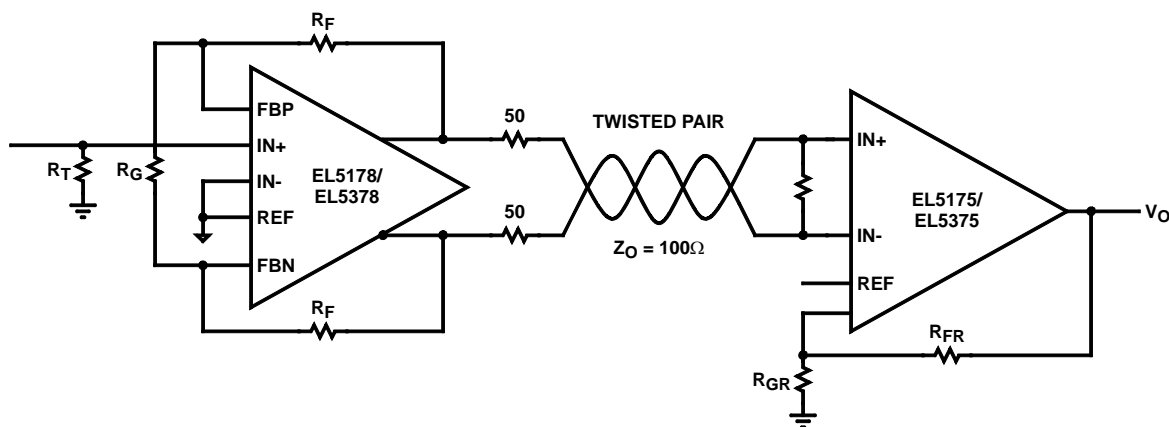 RF
50
TWISTED PAIR
FBP
IN+
IN+
RT
RG
IN-
EL5178/
EL5378
EL5175/
EL5375
VO
REF
50
IN-
FBN
ZO = 100Ω
REF
RF
RFR
RGR